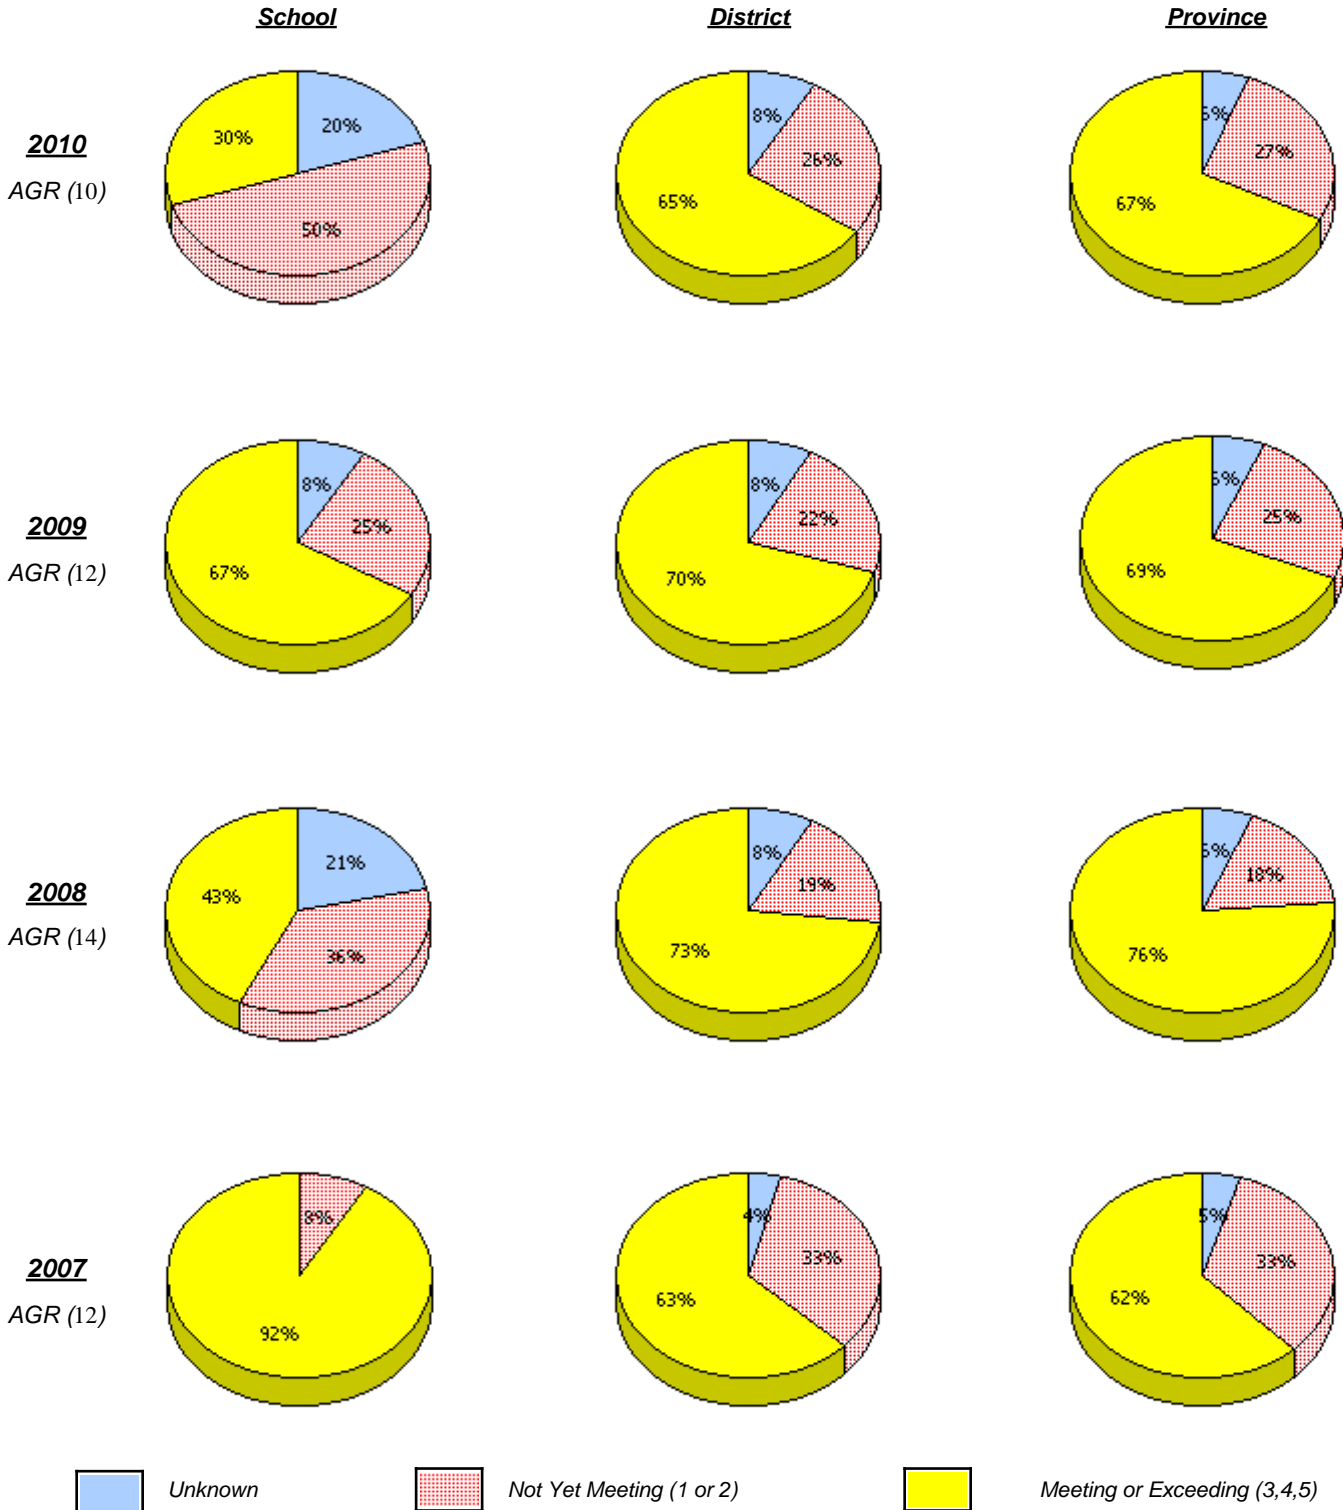 School District Province
2010
AGR (10)
30% 20% 50%
8% 26% 65%
27% 67%
2009
AGR (12)
8% 25% 67%
8% 22% 70%
25% 69%
2008
AGR (14)
43% 21% 36%
8% 19% 73%
18% 76%
2007
AGR (12)
8% 92%
4% 33% 63%
5% 33% 62%
Unknown Not Yet Meeting (1 or 2) Meeting or Exceeding (3,4,5)